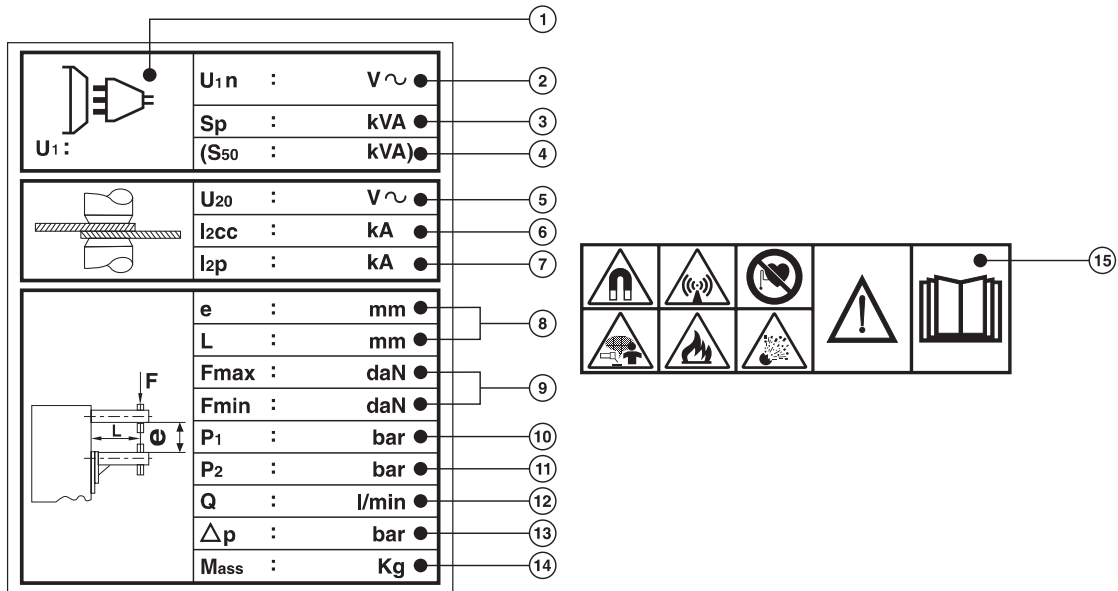 1
U1 n : V ~ 2
Sp : kVA 3
U1 : (S50 : kVA) 4
U20 : V ~ 5
I2cc : kA 6
I2p : kA 7
e : mm
8
L : mm
Fmax : daN
9
Fmin : daN
F
L
e
P1 : bar 10
P2 : bar 11
Q : l/min 12
△p : bar 13
Mass : Kg 14
15